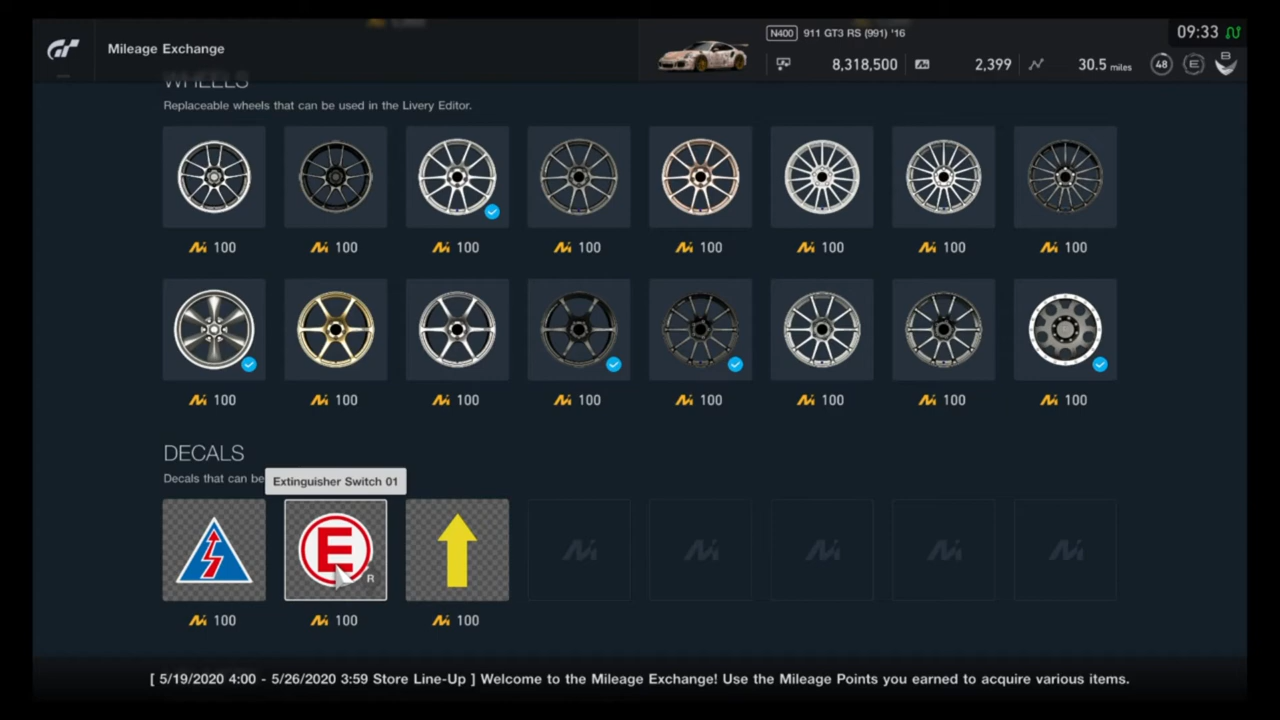 Mileage Exchange
N400 911 GT3 RS (991) '16
09:33
8,318,500 2,399 30.5 miles 48 E B
WHEELS
Replaceable wheels that can be used in the Livery Editor.
100 100 100 100 100 100 100 100
100 100 100 100 100 100 100 100
DECALS
Decals that can be
Extinguisher Switch 01
E R
100 100 100
[ 5/19/2020 4:00 - 5/26/2020 3:59 Store Line-Up ] Welcome to the Mileage Exchange! Use the Mileage Points you earned to acquire various items.